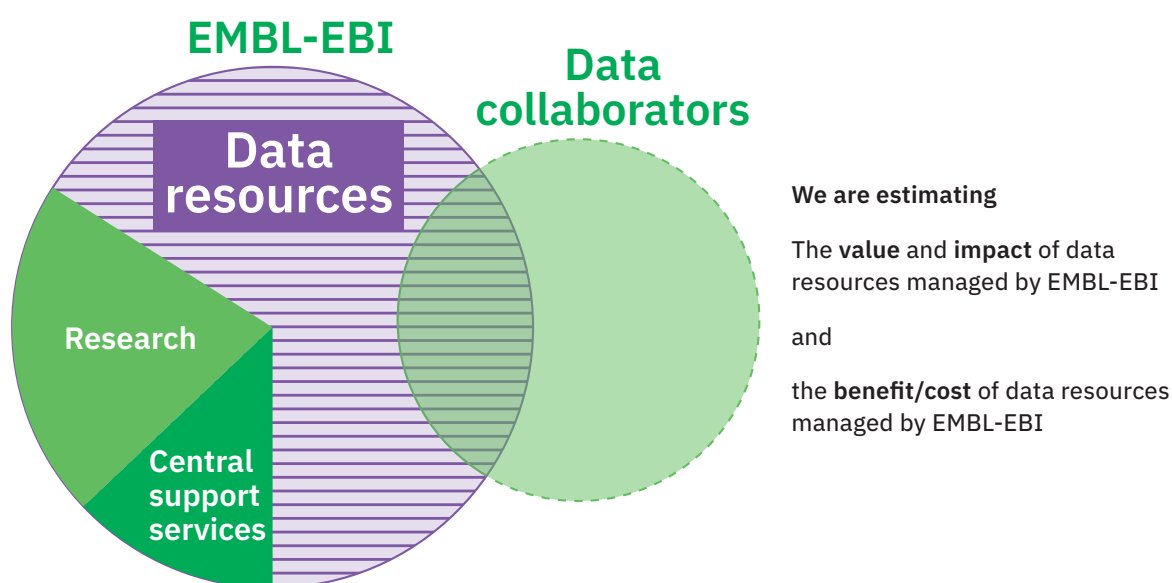 EMBL-EBI
Data
collaborators
Data
resources
Research
Central
support
services
We are estimating
The value and impact of data
resources managed by EMBL-EBI
and
the benefit/cost of data resources
managed by EMBL-EBI